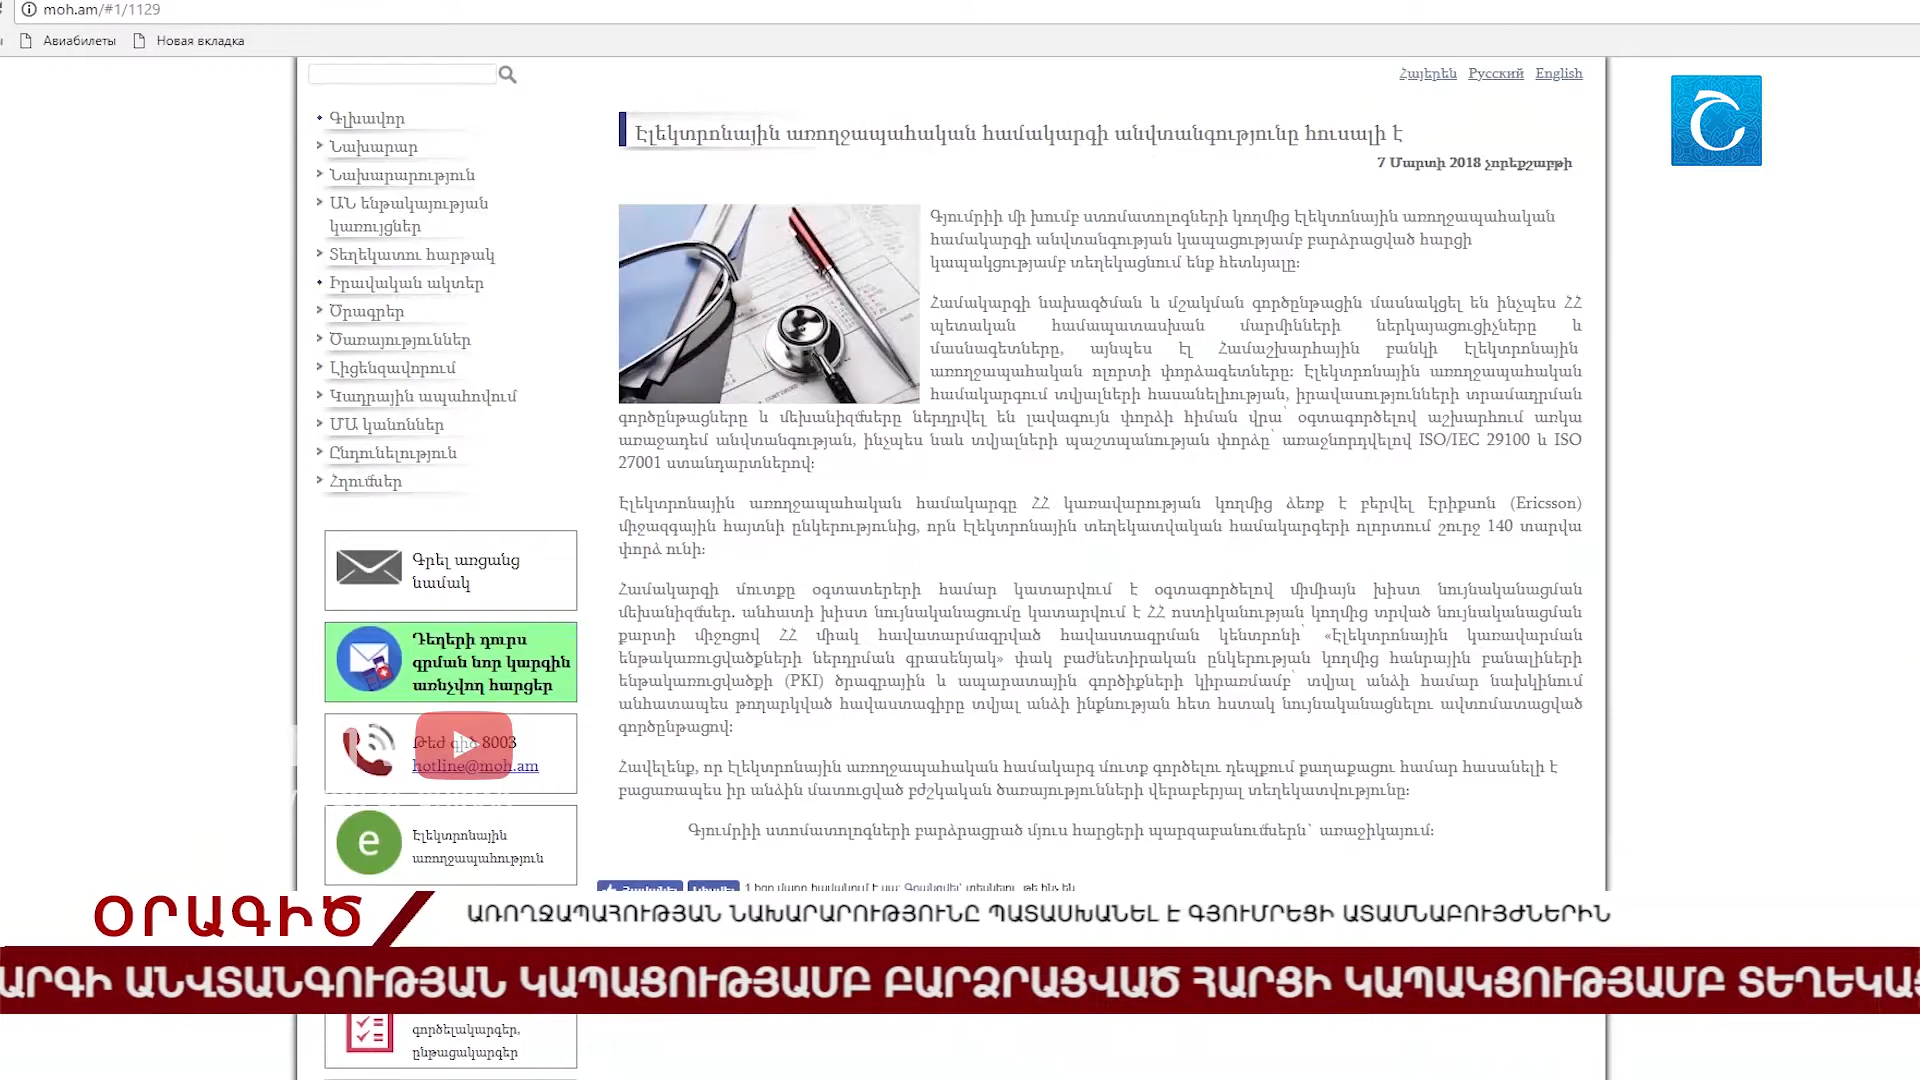 moh.am/#1/1129
Авиабилеты
Новая вкладка
Հայերեն Русский English
Գլխավոր
Նախարար
Նախարարություն
ԱՆ ենթակայության
կառույցներ
Տեղեկատու հարթակ
Իրավական ակտեր
Ծրագրեր
Ծառայություններ
Լիցենզավորում
Կադրային ապահովում
ՄԱ կանոններ
Ընդունելություն
Հղումներ
Գրել առցանց
նամակ
Դեղերի դուրս
գրման նոր կարգին
առնչվող հարցեր
Թեժ գիծ 8003
hotline@moh.am
Էլեկտրոնային
առողջապահություն
գործելակարգեր,
ընթացակարգեր
Էլեկտրոնային առողջապահական համակարգի անվտանգությունը հուսալի է
7 Մարտի 2018 չորեքշաբթի
Գյումրիի մի խումբ ստոմատոլոգների կողմից էլեկտոնային առողջապահական
համակարգի անվտանգության կապացությամբ բարձրացված հարցի
կապակցությամբ տեղեկացնում ենք հետևյալը։
Համակարգի նախագծման և մշակման գործընթացին մասնակցել են ինչպես ՀՀ
պետական համապատասխան մարմինների ներկայացուցիչները և
մասնագետները, այնպես էլ Համաշխարհային բանկի էլեկտրոնային
առողջապահական ոլորտի փորձագետները։ Էլեկտրոնային առողջապահական
համակարգում տվյալների հասանելիության, իրավասությունների տրամադրման
գործընթացները և մեխանիզմները ներդրվել են լավագույն փորձի հիման վրա՝ օգտագործելով աշխարհում առկա
առաջադեմ անվտանգության, ինչպես նաև տվյալների պաշտպանության փորձը՝ առաջնորդվելով ISO/IEC 29100 և ISO
27001 ստանդարտներով։
Էլեկտրոնային առողջապահական համակարգը ՀՀ կառավարության կողմից ձեռք է բերվել Էրիքսոն (Ericsson)
միջազգային հայտնի ընկերությունից, որն էլեկտրոնային տեղեկատվական համակարգերի ոլորտում շուրջ 140 տարվա
փորձ ունի։
Համակարգի մուտքը օգտատերերի համար կատարվում է օգտագործելով միմիայն խիստ նույնականացման
մեխանիզմներ. անհատի խիստ նույնականացումը կատարվում է ՀՀ ոստիկանության կողմից տրված նույնականացման
քարտի միջոցով ՀՀ միակ հավատարմագրված հավաստագրման կենտրոնի՝ «Էլեկտրոնային կառավարման
ենթակառուցվածքների ներդրման գրասենյակ» փակ բաժնետիրական ընկերության կողմից հանրային բանալիների
ենթակառուցվածքի (PKI) ծրագրային և ապարատային գործիքների կիրառմամբ՝ տվյալ անձի համար նախկինում
անհատապես թողարկված հավաստագիրը տվյալ անձի ինքնության հետ հստակ նույնականացնելու ավտոմատացված
գործընթացով։
Հավելենք, որ էլեկտրոնային առողջապահական համակարգ մուտք գործելու դեպքում քաղաքացու համար հասանելի է
բացառապես իր անձին մատուցված բժշկական ծառայությունների վերաբերյալ տեղեկատվությունը։
Գյումրիի ստոմատոլոգների բարձրացրած մյուս հարցերի պարզաբանումներն՝ առաջիկայում։
ՕՐԱԳԻԾ
ԱՌՈՂՋԱՊԱՀՈՒԹՅԱՆ ՆԱԽԱՐԱՐՈՒԹՅՈՒՆԸ ՊԱՏԱՍԽԱՆԵԼ Է ԳՅՈՒՄՐԵՑԻ ԱՏԱՄՆԱԲՈՒՅԺՆԵՐԻՆ
ԱՐԳԻ ԱՆՎՏԱՆԳՈՒԹՅԱՆ ԿԱՊԱՑՈՒԹՅԱՄԲ ԲԱՐՁՐԱՑՎԱԾ ՀԱՐՑԻ ԿԱՊԱԿՑՈՒԹՅԱՄԲ ՏԵՂԵԿԱ